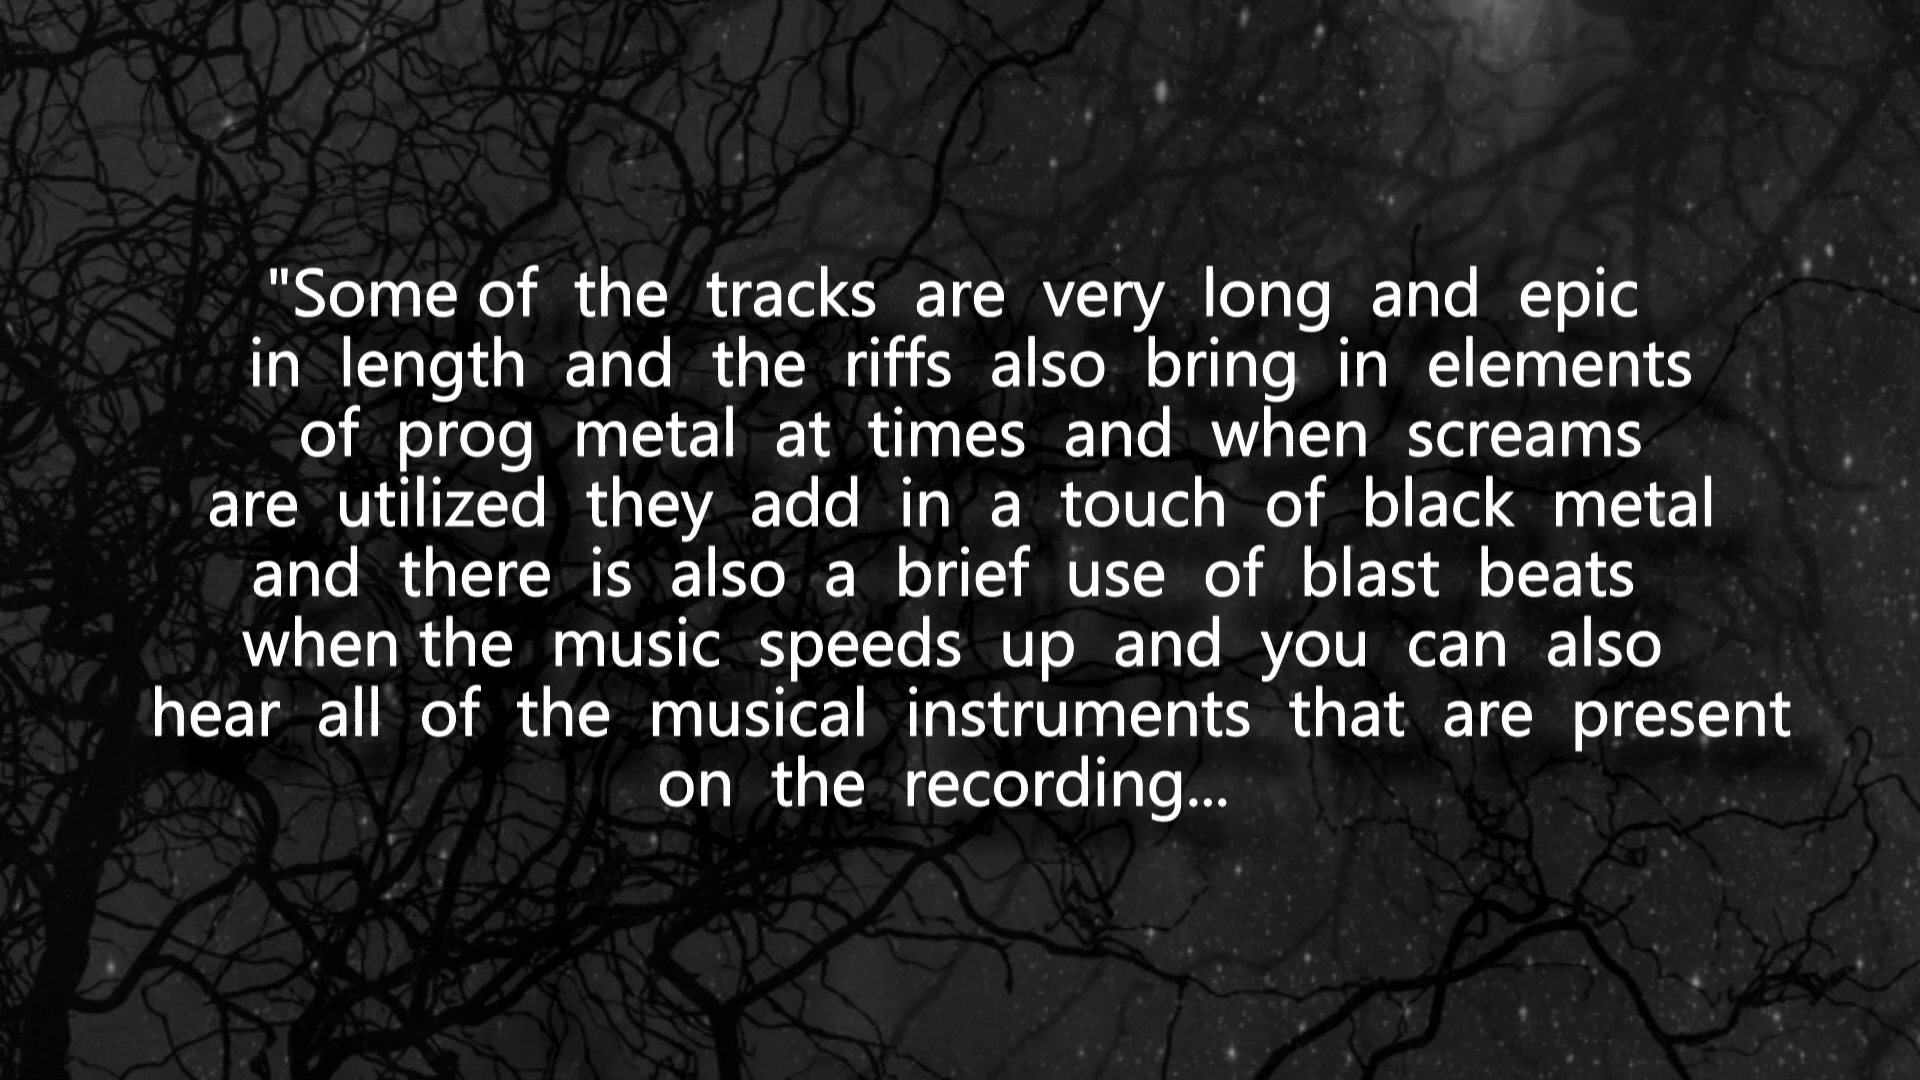 "Some of the tracks are very long and epic
in length and the riffs also bring in elements
of prog metal at times and when screams
are utilized they add in a touch of black metal
and there is also a brief use of blast beats
when the music speeds up and you can also
hear all of the musical instruments that are present
on the recording...